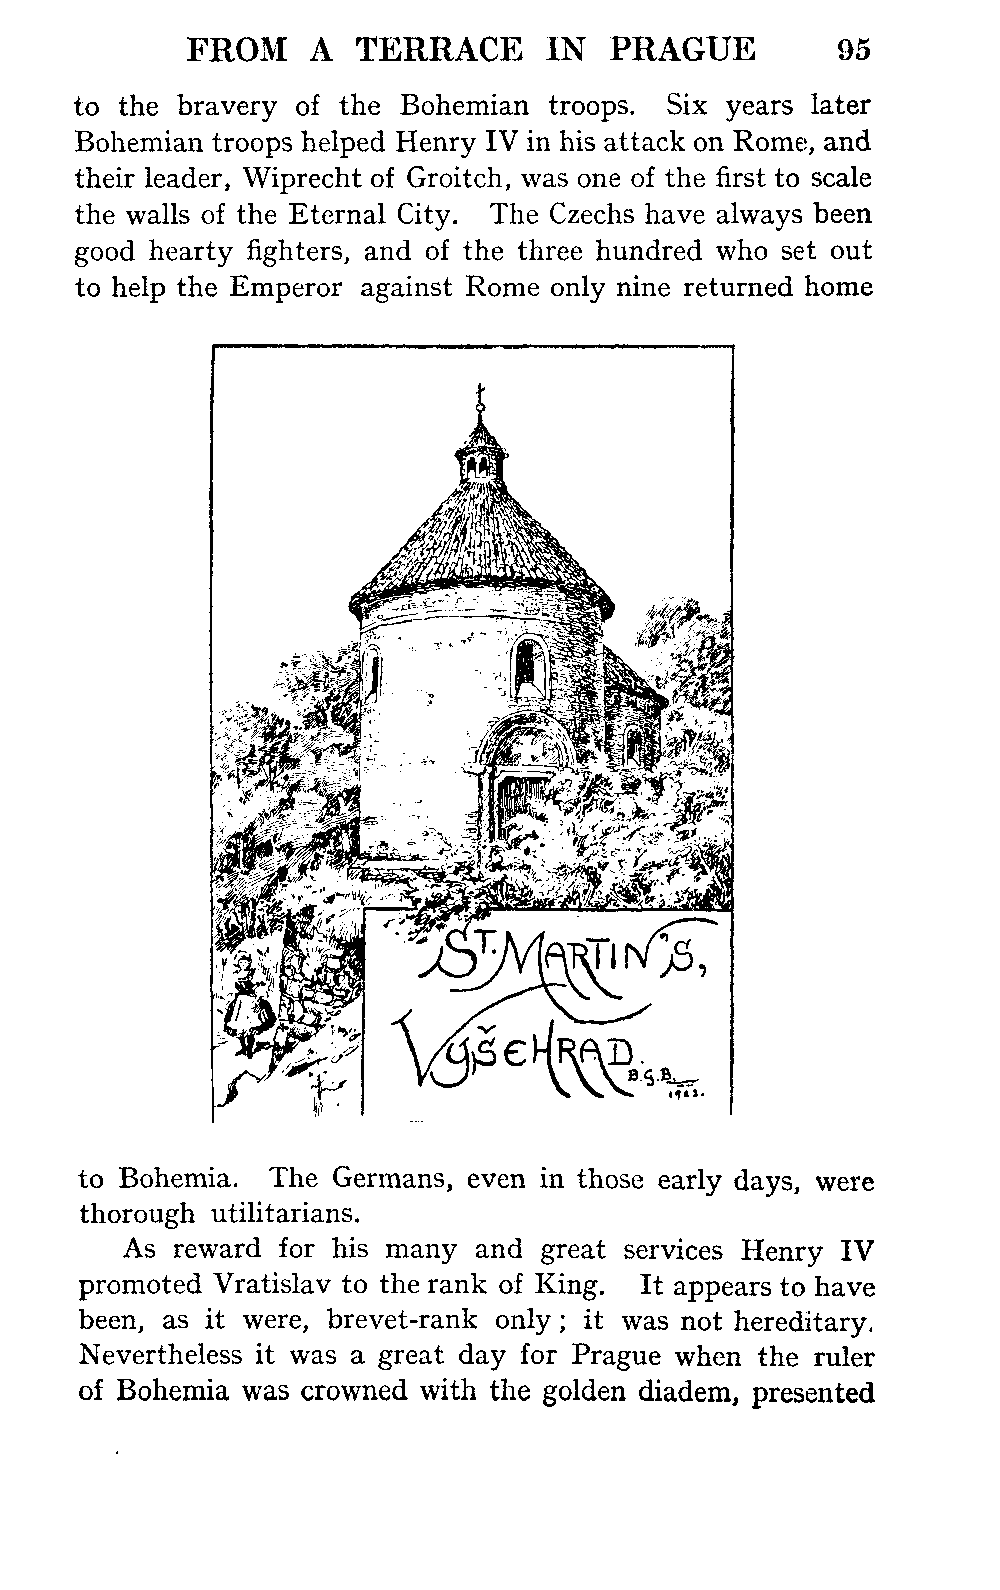 FROM A TERRACE IN PRAGUE 95
to the bravery of the Bohemian troops. Six years later
Bohemian troops helped Henry IV in his attack on Rome, and
their leader, Wiprecht of Groitch, was one of the first to scale
the walls of the Eternal City. The Czechs have always been
good hearty fighters, and of the three hundred who set out
to help the Emperor against Rome only nine returned home
ST. MARTIN'S,
VYŠEHRAD.
B.G.B.
to Bohemia. The Germans, even in those early days, were
thorough utilitarians.
As reward for his many and great services Henry IV
promoted Vratislav to the rank of King. It appears to have
been, as it were, brevet-rank only; it was not hereditary.
Nevertheless it was a great day for Prague when the ruler
of Bohemia was crowned with the golden diadem, presented